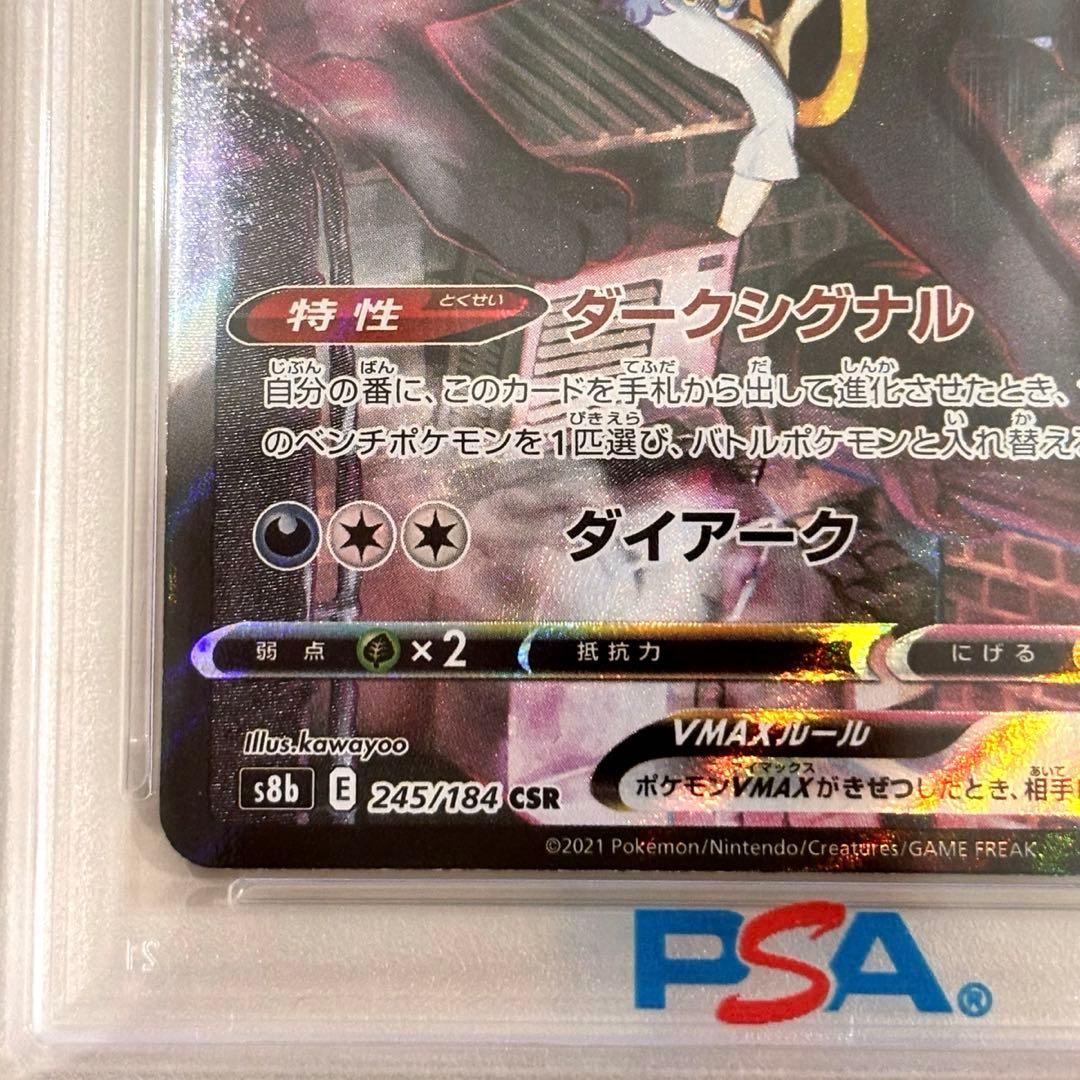 特性 とくせい ダークシグナル
じぶん ばん てふだ だ しんか
自分の番に、このカードを手札から出して進化させたとき、
ぴきえら い か
のベンチポケモンを1匹選び、バトルポケモンと入れ替え
ダイアーク
弱点 ×2 抵抗力 にげる
VMAXルール
イマックス あいて
ポケモンVMAXがきぜつしたとき、相手
Illus.kawayoo
s8b E 245/184 CSR
©2021 Pokémon/Nintendo/Creatures/GAME FREAK.
PSA®